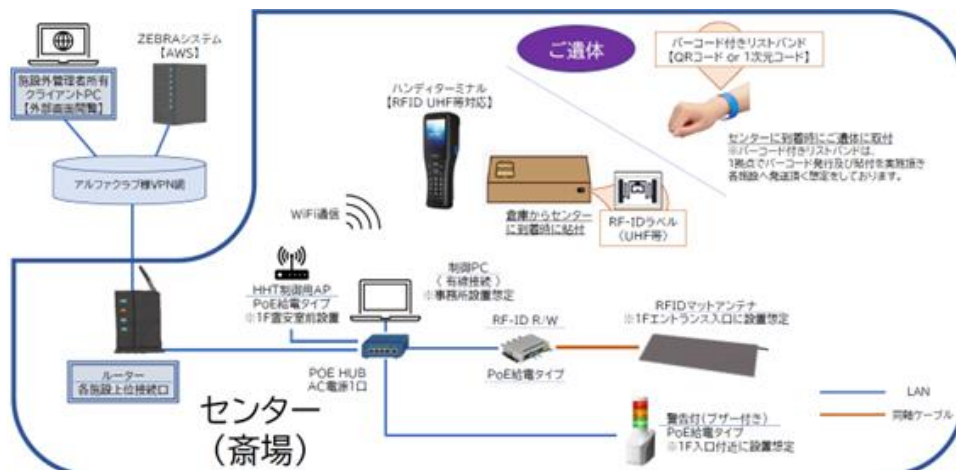 ZEBRAシステム
【AWS】
施設外管理者所有
クライアントPC
【外部画面閲覧】
アルファクラブ様VPN網
ご遺体
バーコード付きリストバンド
【QRコード or 1次元コード】
ハンディターミナル
【RFID UHF等対応】
センターに到着時にご遺体に取付
※バーコード付きリストバンドは、
1拠点でバーコード発行及び貼付を実施頂き
各施設へ発送頂く想定をしております。
倉庫からセンター
に到着時に貼付
RF-IDラベル
(UHF等)
WiFi通信
HHT制御用AP
PoE給電タイプ
※1F霊安室前設置
制御PC
(有線接続)
※事務所設置想定
RF-ID R/W
PoE給電タイプ
RFIDマットアンテナ
※1Fエントランス入口に設置想定
POE HUB
AC電源1口
ルーター
各施設上位接続口
センター
(斎場)
警告付(ブザー付き)
PoE給電タイプ
※1F入口付近に設置想定
LAN
同軸ケーブル